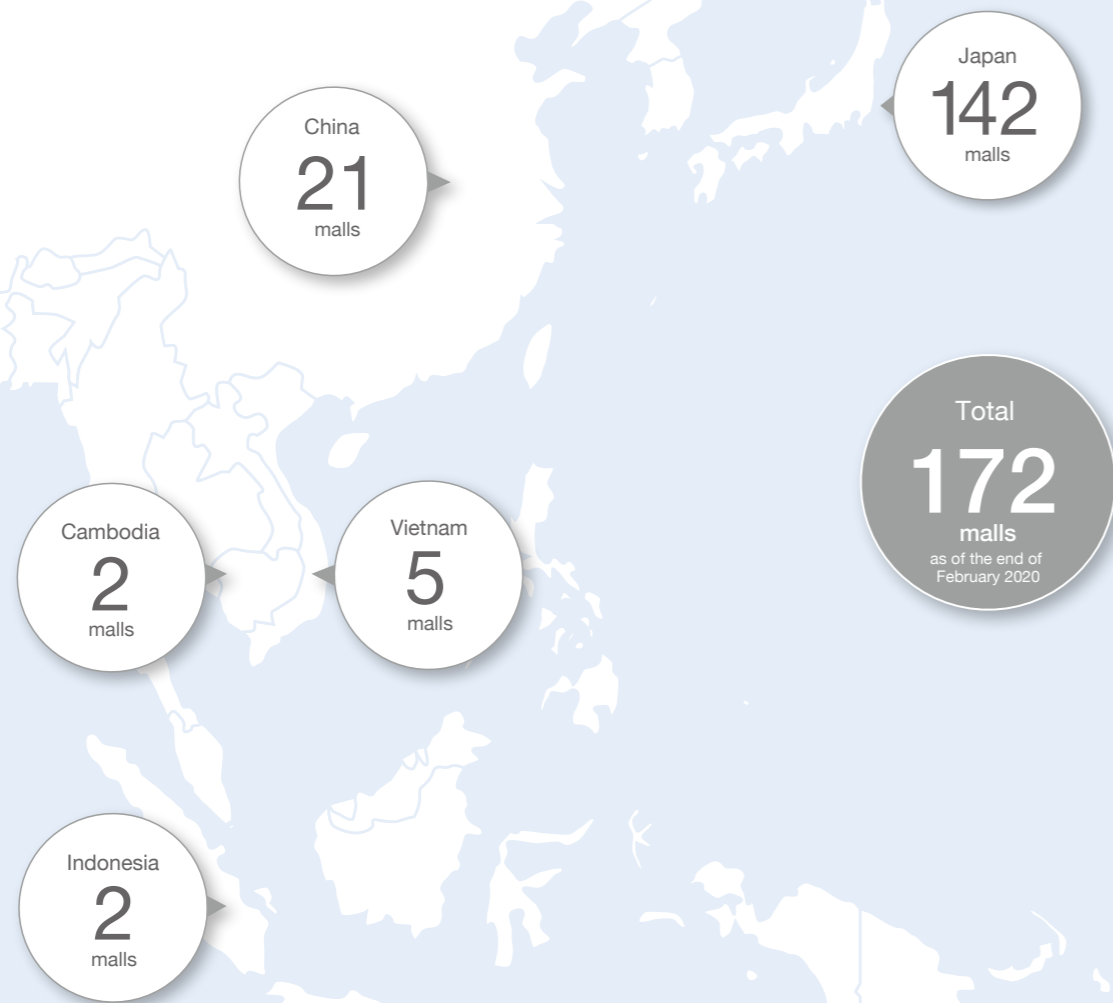 Japan
142
malls
China
21
malls
Total
172
malls
as of the end of
February 2020
Cambodia
2
malls
Vietnam
5
malls
Indonesia
2
malls